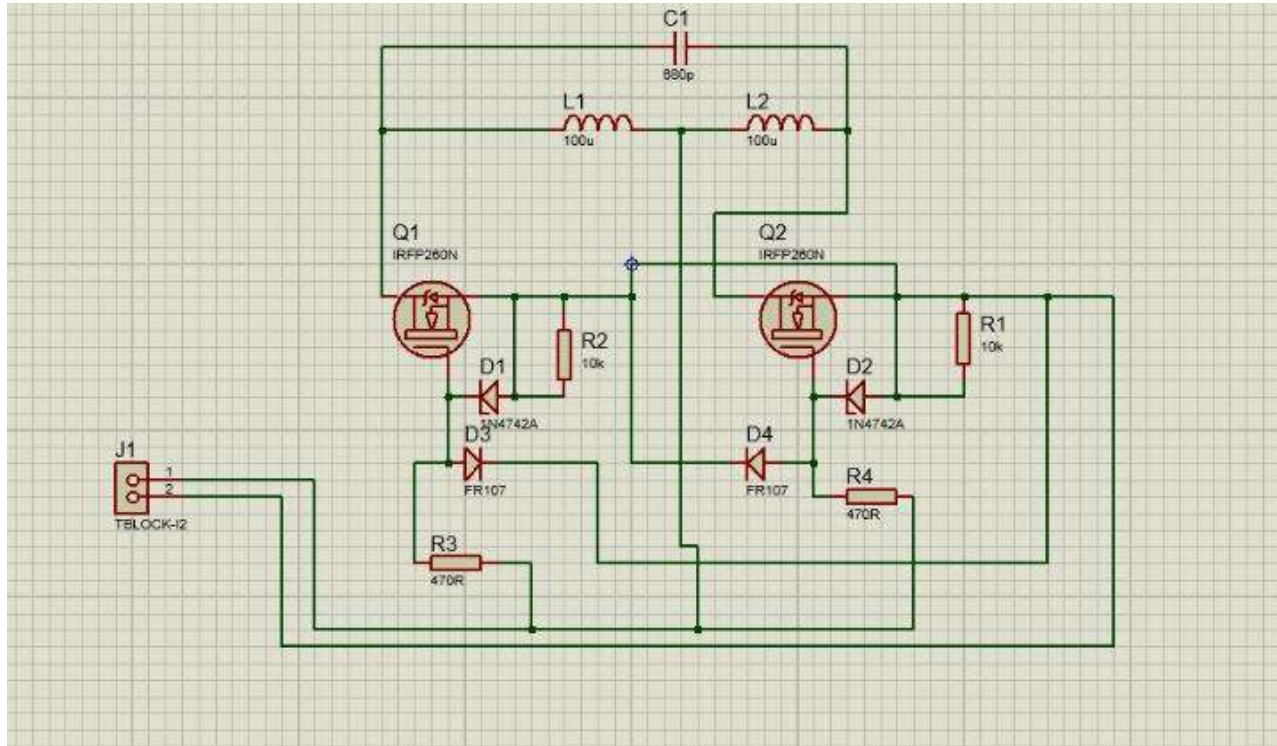 C1
680p
L1
100u
L2
100u
Q1
IRFP260N
Q2
IRFP260N
R2
10k
R1
10k
D1
1N4742A
D2
1N4742A
D3
FR107
D4
FR107
R4
470R
J1
1
2
TBLOCK-I2
R3
470R